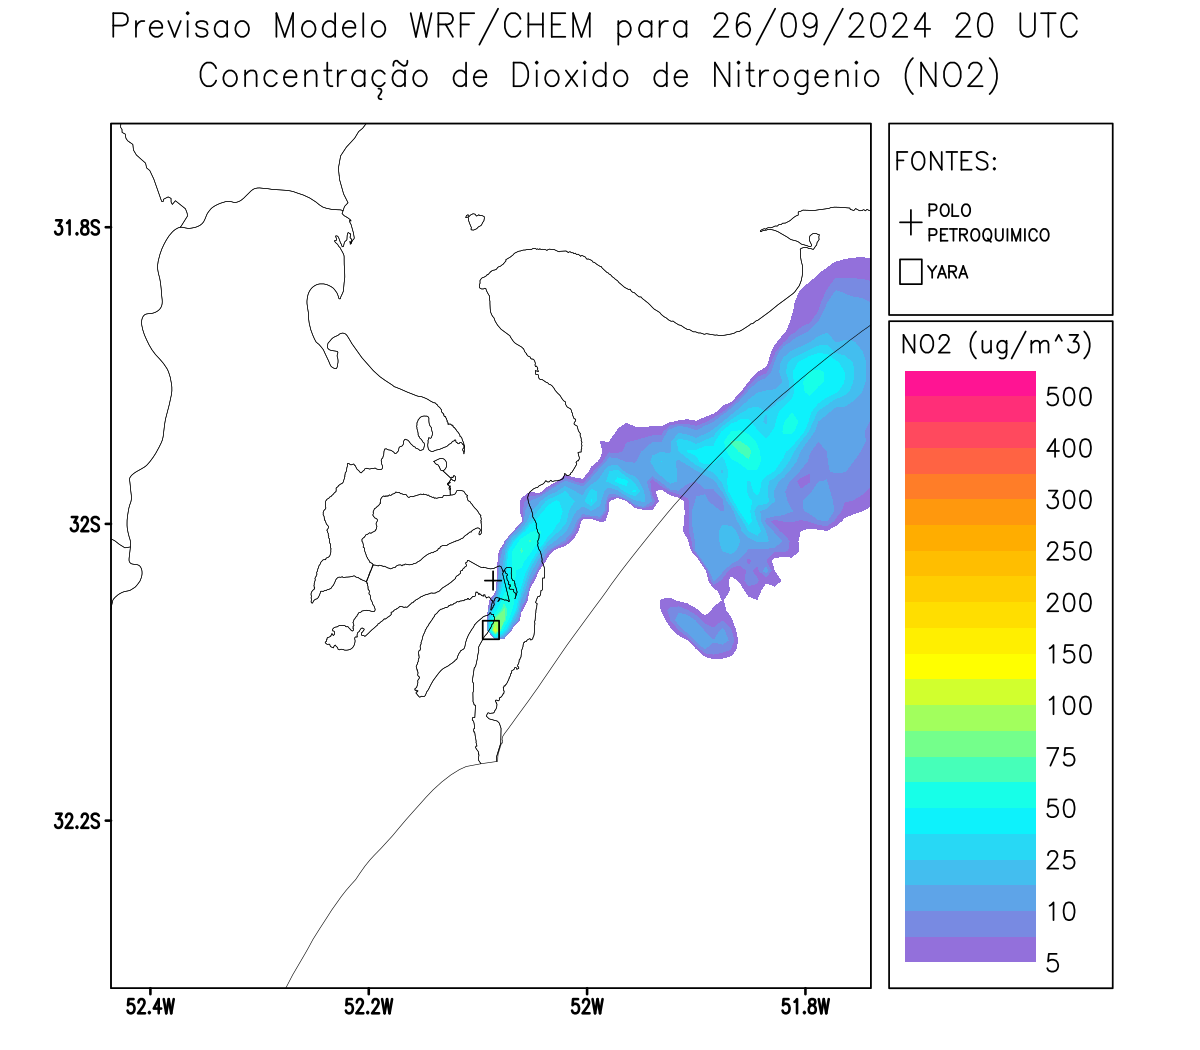 Previsao Modelo WRF/CHEM para 26/09/2024 20 UTC
Concentração de Dioxido de Nitrogenio (NO2)
FONTES:
POLO
PETROQUIMICO
YARA
NO2 (ug/m^3)
500
400
300
250
200
150
100
75
50
25
10
5
31.8S
32S
32.2S
52.4W
52.2W
52W
51.8W